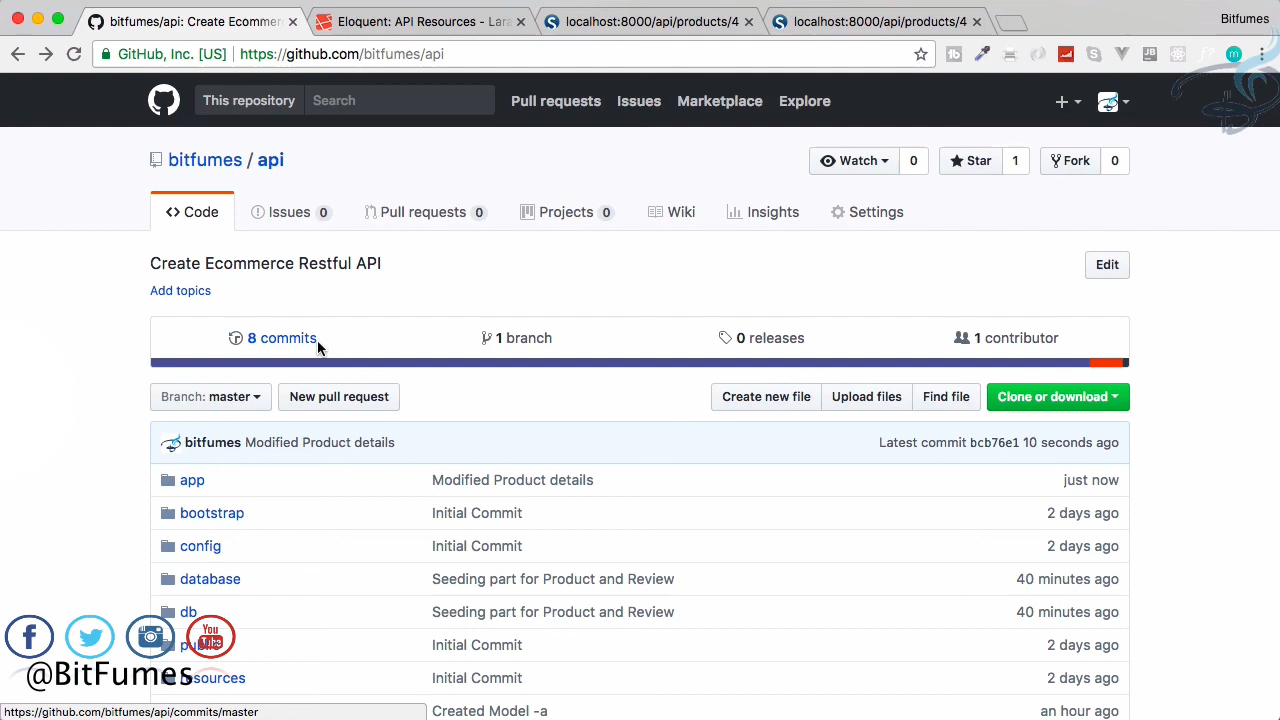 bitfumes/api: Create Ecommer
Eloquent: API Resources - Lara
localhost:8000/api/products/4
localhost:8000/api/products/4
Bitfumes
GitHub, Inc. [US]
https://github.com/bitfumes/api
This repository
Search
Pull requests
Issues
Marketplace
Explore
bitfumes / api
Watch 0
Star 1
Fork 0
Code
Issues 0
Pull requests 0
Projects 0
Wiki
Insights
Settings
Create Ecommerce Restful API
Edit
Add topics
8 commits
1 branch
0 releases
1 contributor
Branch: master
New pull request
Create new file
Upload files
Find file
Clone or download
bitfumes Modified Product details
Latest commit bcb76e1 10 seconds ago
app Modified Product details just now
bootstrap Initial Commit 2 days ago
config Initial Commit 2 days ago
database Seeding part for Product and Review 40 minutes ago
db Seeding part for Product and Review 40 minutes ago
Initial Commit 2 days ago
resources Initial Commit 2 days ago
Created Model -a an hour ago
You
Tube
@BitFumes
https://github.com/bitfumes/api/commits/master